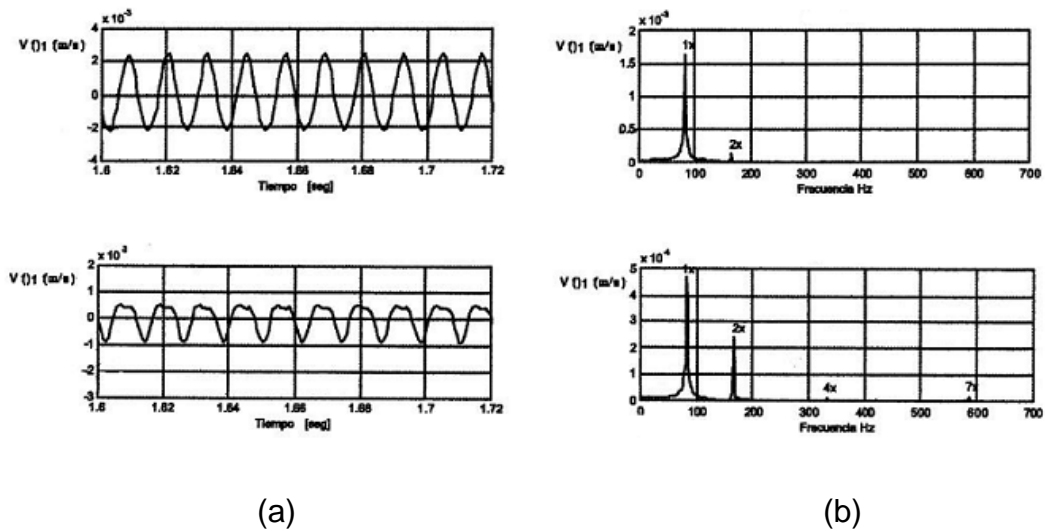 x 10⁻³
V ()₁ (m/s)
4
2
0
-2
-4
1.6 1.62 1.64 1.66 1.68 1.7 1.72
Tiempo [seg]
x 10⁻³
V ()₁ (m/s)
2
1.5
1
0.5
0
1x
2x
0 100 200 300 400 500 600 700
Frecuencia Hz
x 10⁻³
V ()₁ (m/s)
2
1
0
-1
-2
-3
1.6 1.62 1.64 1.66 1.68 1.7 1.72
Tiempo [seg]
x 10⁻⁴
V ()₁ (m/s)
5
4
3
2
1
0
1x
2x
4x
7x
0 100 200 300 400 500 600 700
Frecuencia Hz
(a) (b)